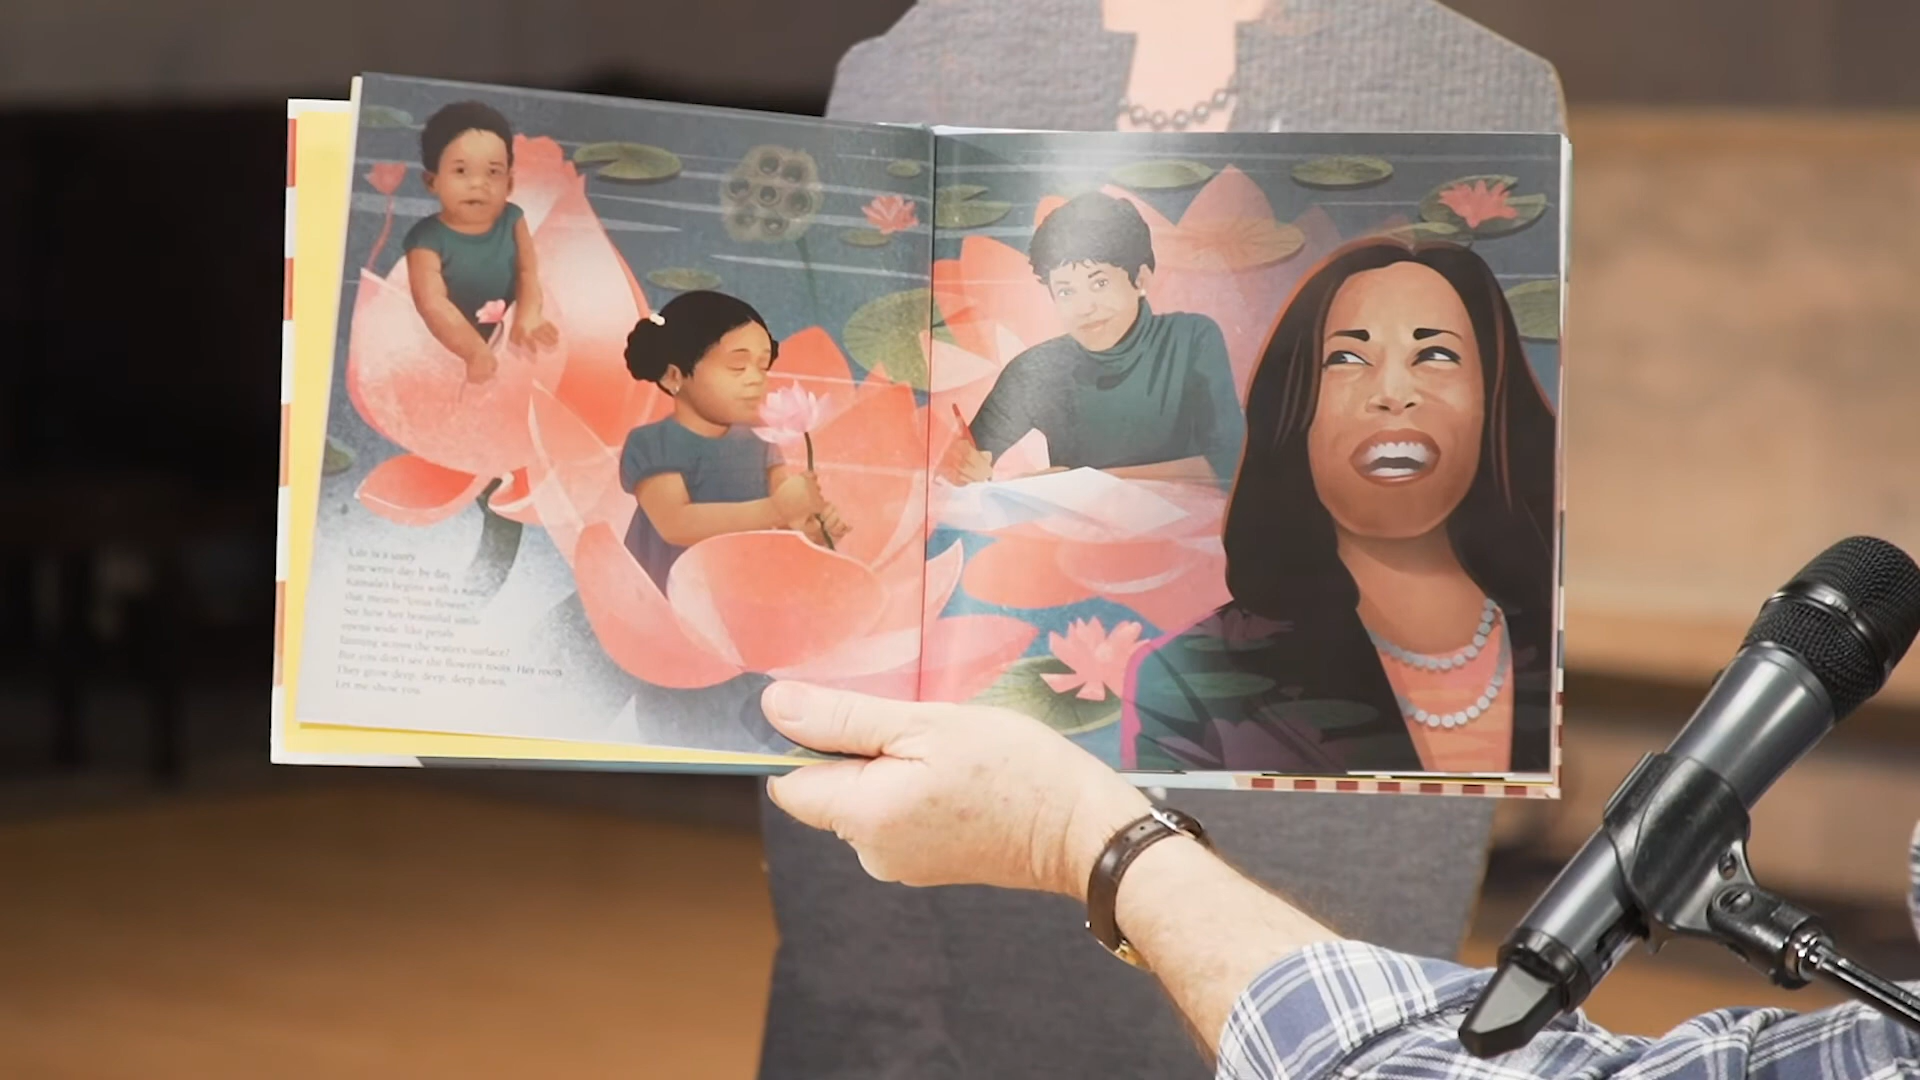 Life is a story
you write day by day.
Kamala's begins with a name
that means "lotus flower."
See how her beautiful smile
opens wide, like petals
fanning across the water's surface?
But you don't see the flower's roots. Her roots.
They grow deep, deep, deep down.
Let me show you.